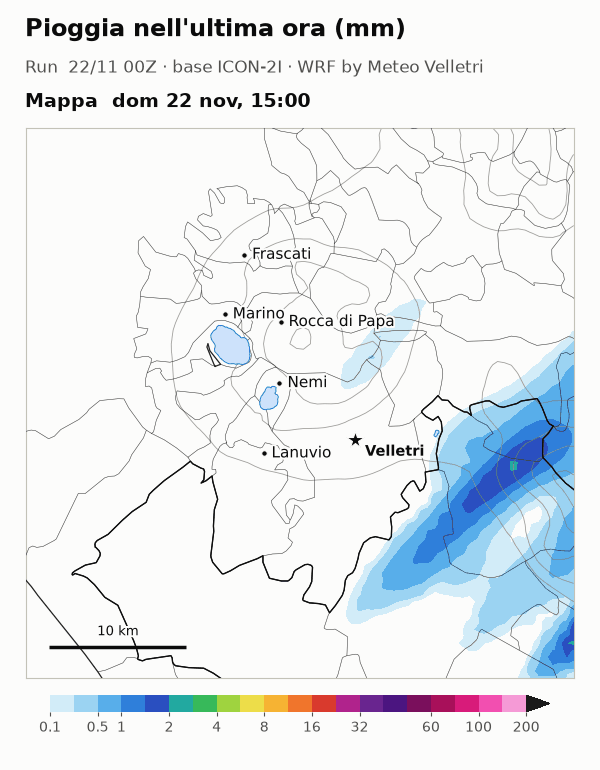 Pioggia nell'ultima ora (mm)
Run  22/11 00Z · base ICON-2I · WRF by Meteo Velletri
Mappa  dom 22 nov, 15:00
Frascati
Marino
Rocca di Papa
Nemi
Velletri
Lanuvio
10 km
0.1 0.5 1 2 4 8 16 32 60 100 200